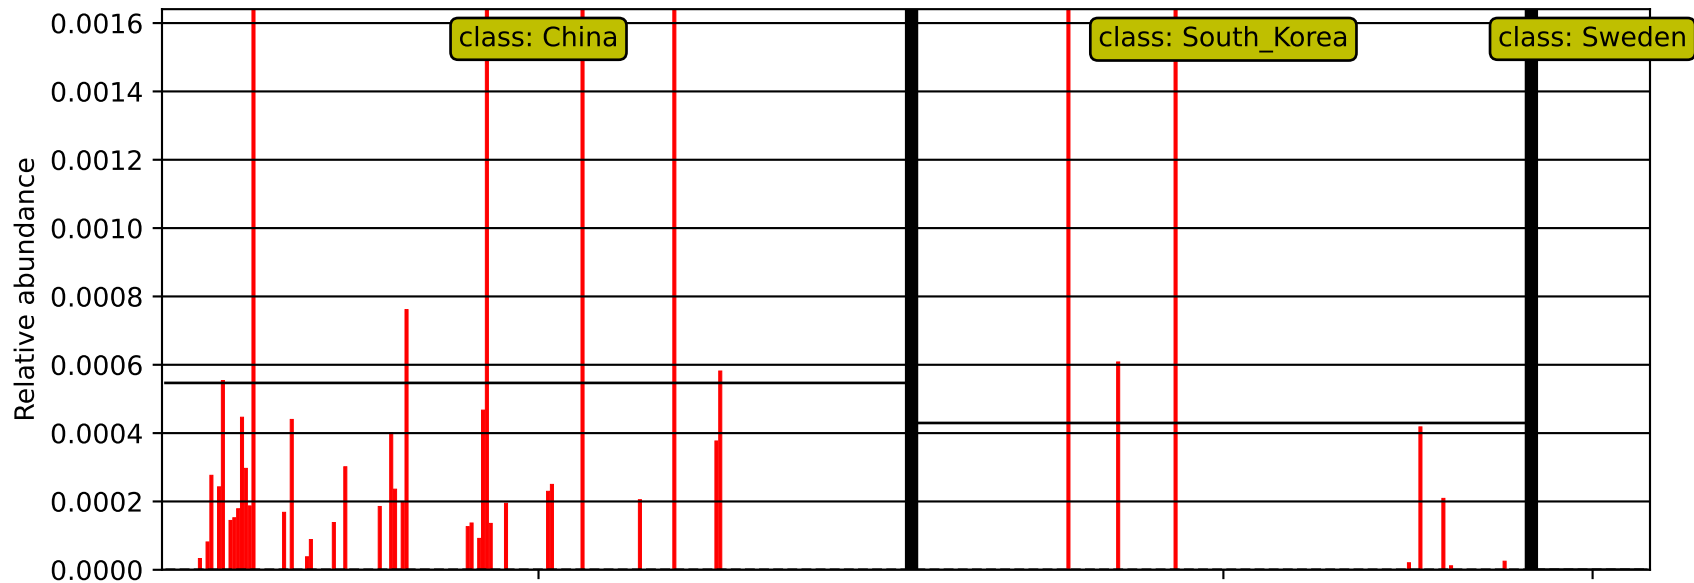 class: China
class: South_Korea
class: Sweden
Relative abundance
0.0016
0.0014
0.0012
0.0010
0.0008
0.0006
0.0004
0.0002
0.0000